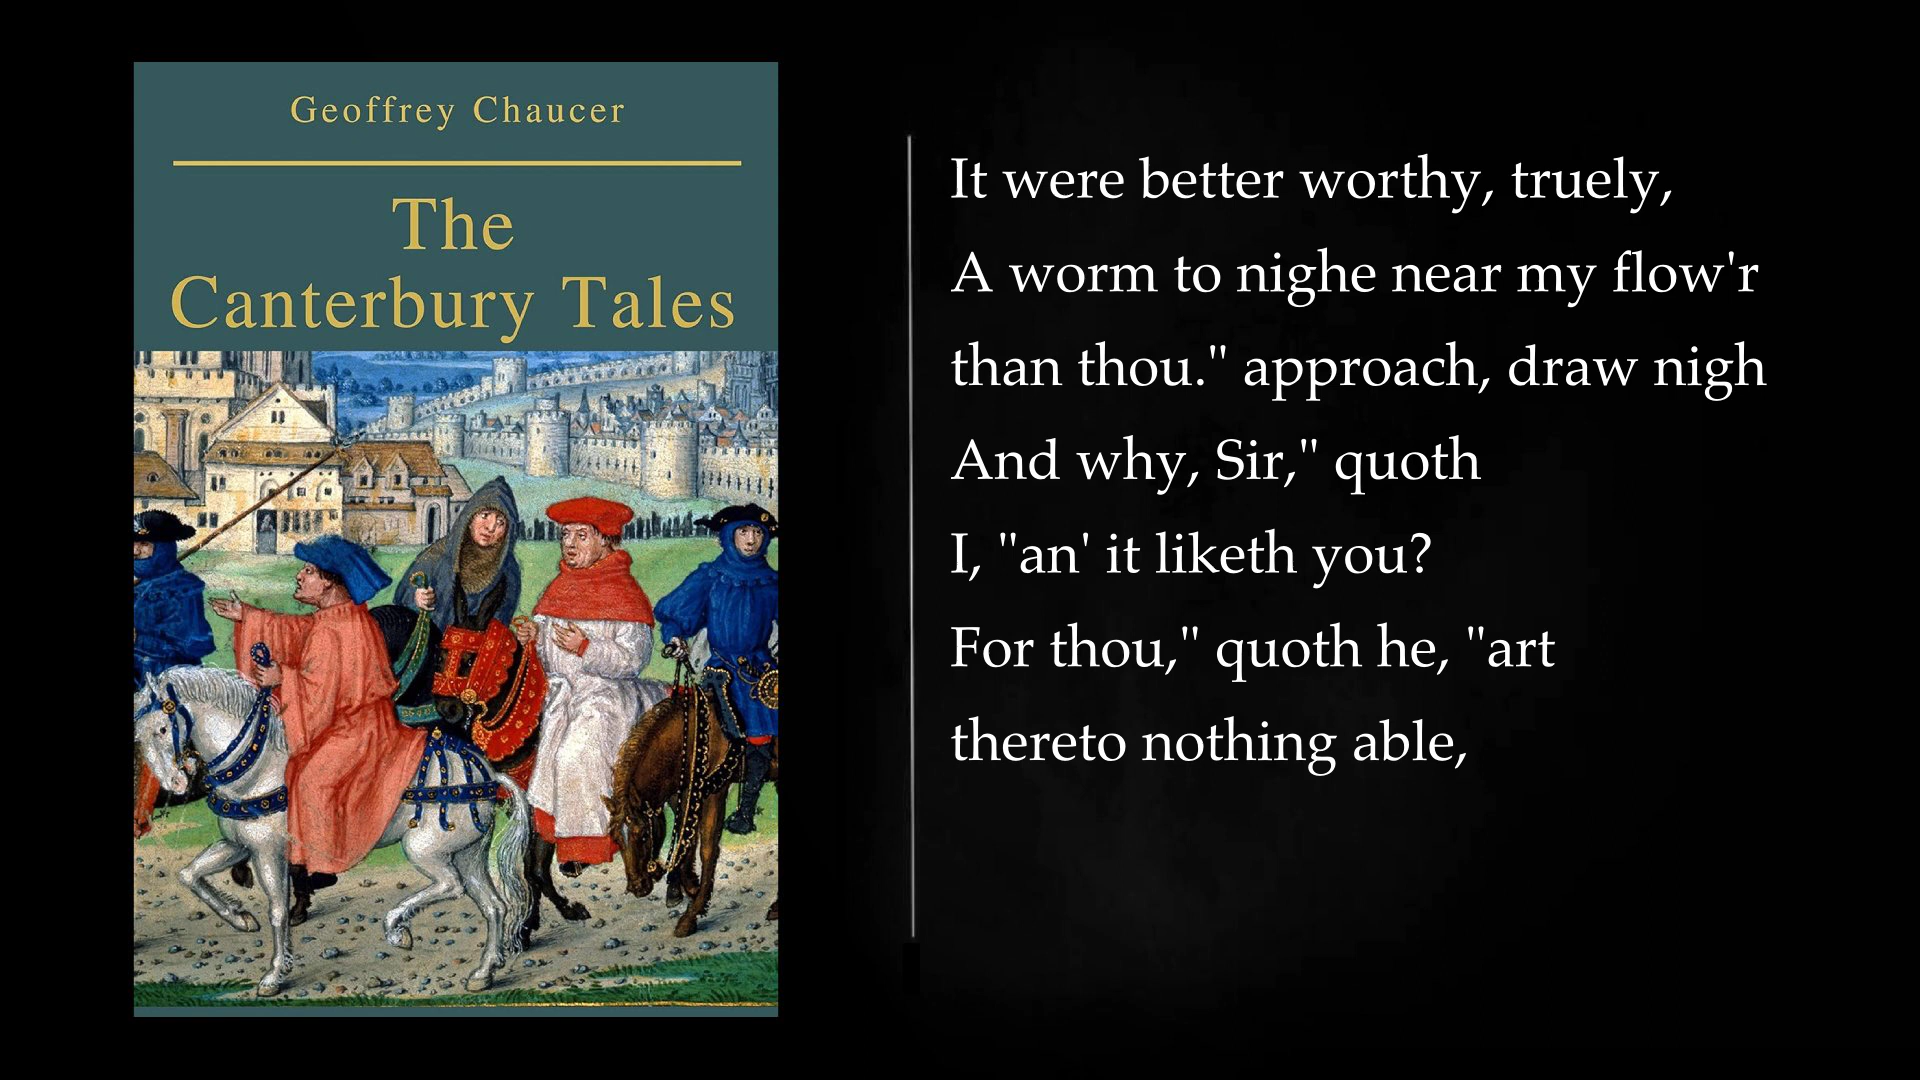 Geoffrey Chaucer
The
Canterbury Tales
It were better worthy, truely,
A worm to nighe near my flow'r
than thou." approach, draw nigh
And why, Sir," quoth
I, "an' it liketh you?
For thou," quoth he, "art
thereto nothing able,